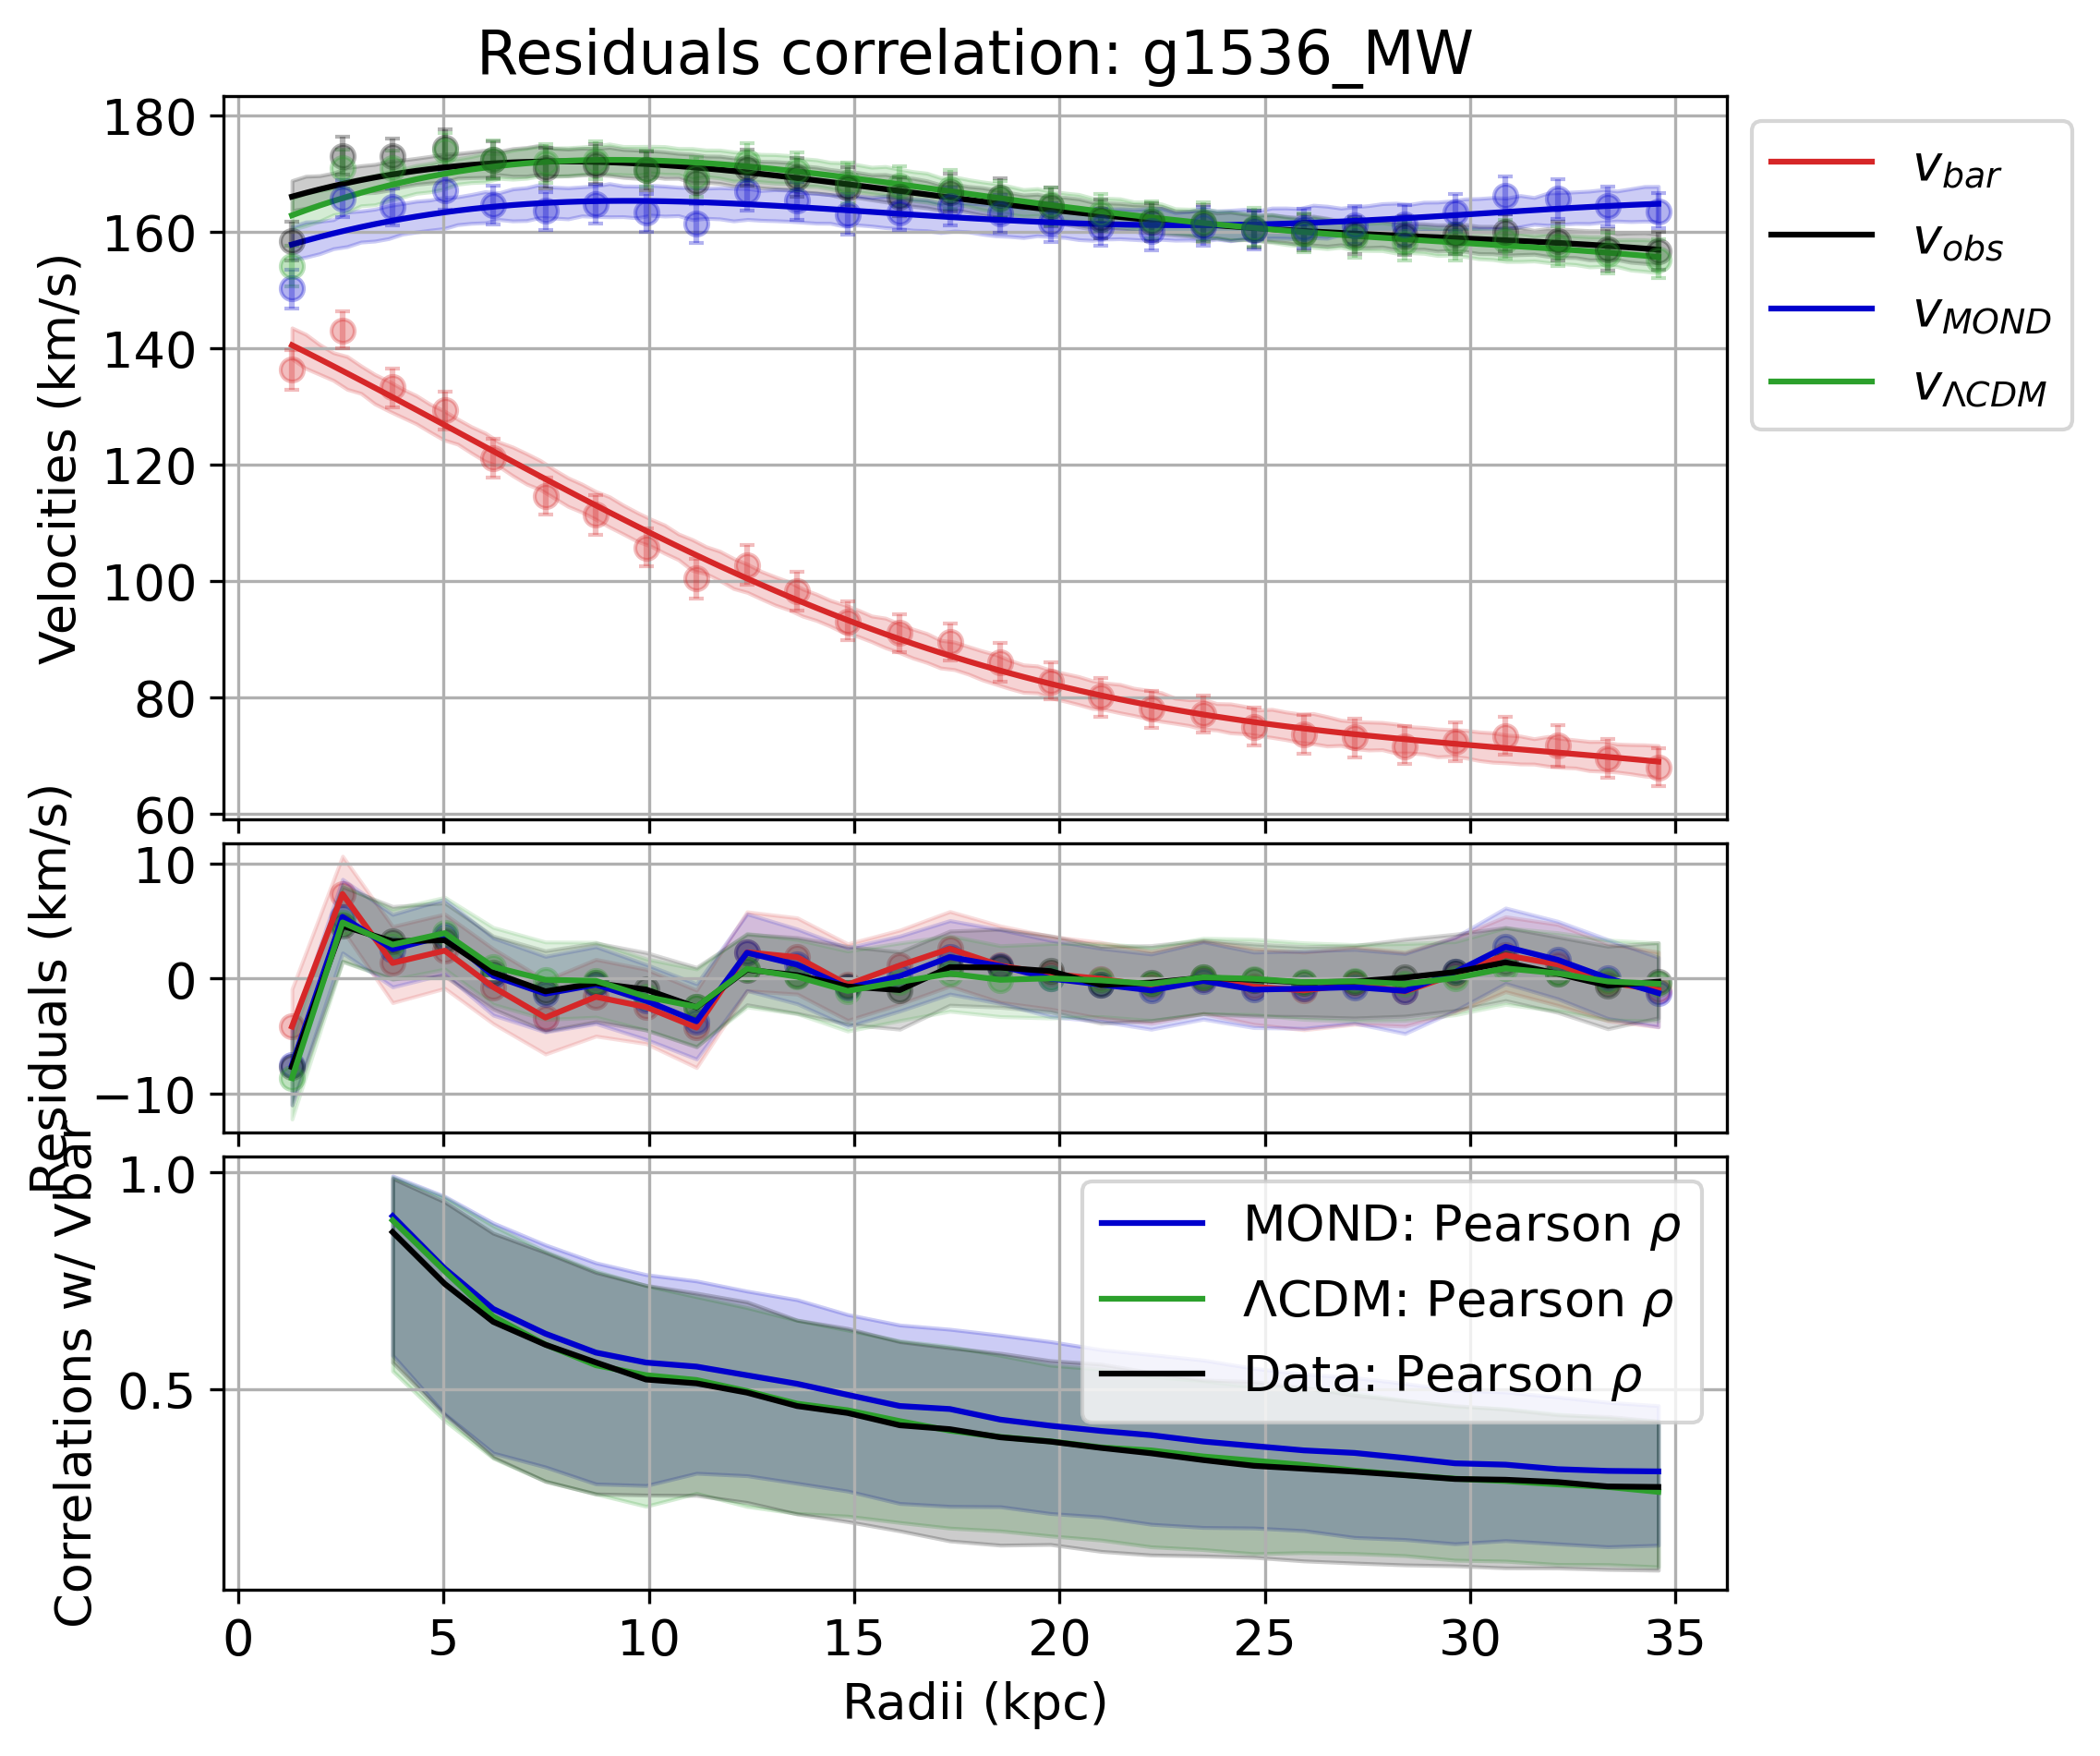 Residuals correlation: g1536_MW
180
160
140
120
100
80
60
Velocities (km/s)
v_bar
v_obs
v_MOND
v_ΛCDM
10
0
−10
Residuals (km/s)
1.0
0.5
Correlations w/ Vbar
MOND: Pearson ρ
ΛCDM: Pearson ρ
Data: Pearson ρ
0 5 10 15 20 25 30 35
Radii (kpc)